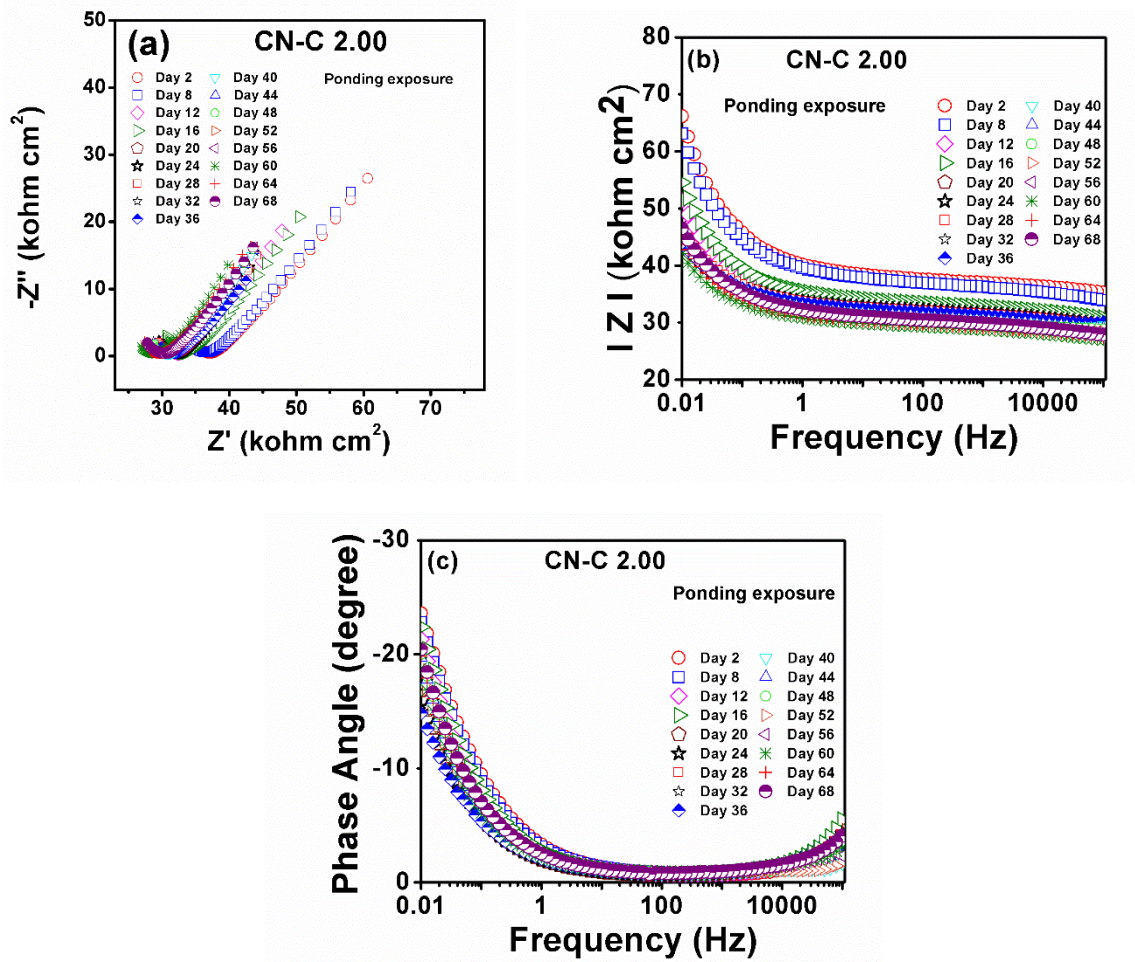 (a) CN-C 2.00
Ponding exposure
Day 2 Day 40
Day 8 Day 44
Day 12 Day 48
Day 16 Day 52
Day 20 Day 56
Day 24 Day 60
Day 28 Day 64
Day 32 Day 68
Day 36
50
40
30
20
10
0
-Z'' (kohm cm²)
30 40 50 60 70
Z' (kohm cm²)
(b) CN-C 2.00
Ponding exposure
Day 2 Day 40
Day 8 Day 44
Day 12 Day 48
Day 16 Day 52
Day 20 Day 56
Day 24 Day 60
Day 28 Day 64
Day 32 Day 68
Day 36
80
70
60
50
40
30
20
I Z I (kohm cm²)
0.01 1 100 10000
Frequency (Hz)
(c) CN-C 2.00
Ponding exposure
Day 2 Day 40
Day 8 Day 44
Day 12 Day 48
Day 16 Day 52
Day 20 Day 56
Day 24 Day 60
Day 28 Day 64
Day 32 Day 68
Day 36
-30
-20
-10
0
Phase Angle (degree)
0.01 1 100 10000
Frequency (Hz)